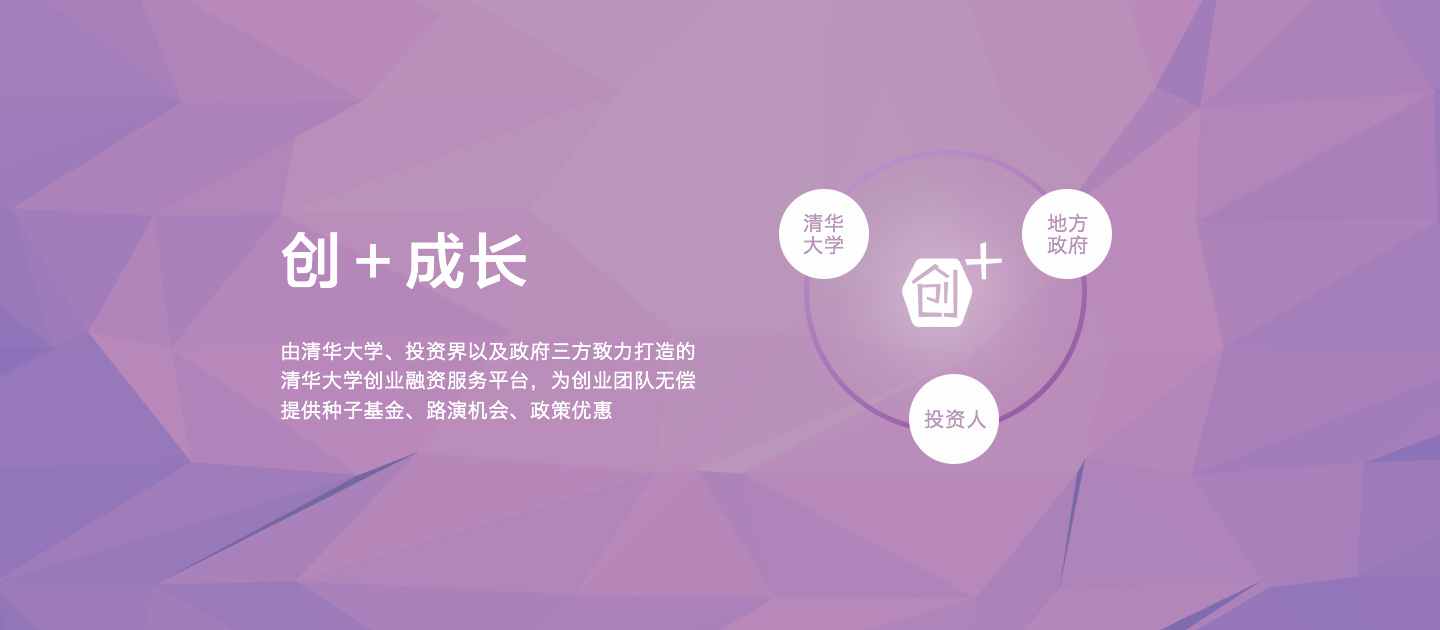 创＋成长
由清华大学、投资界以及政府三方致力打造的
清华大学创业融资服务平台，为创业团队无偿
提供种子基金、路演机会、政策优惠
清华
大学
地方
政府
创+
投资人